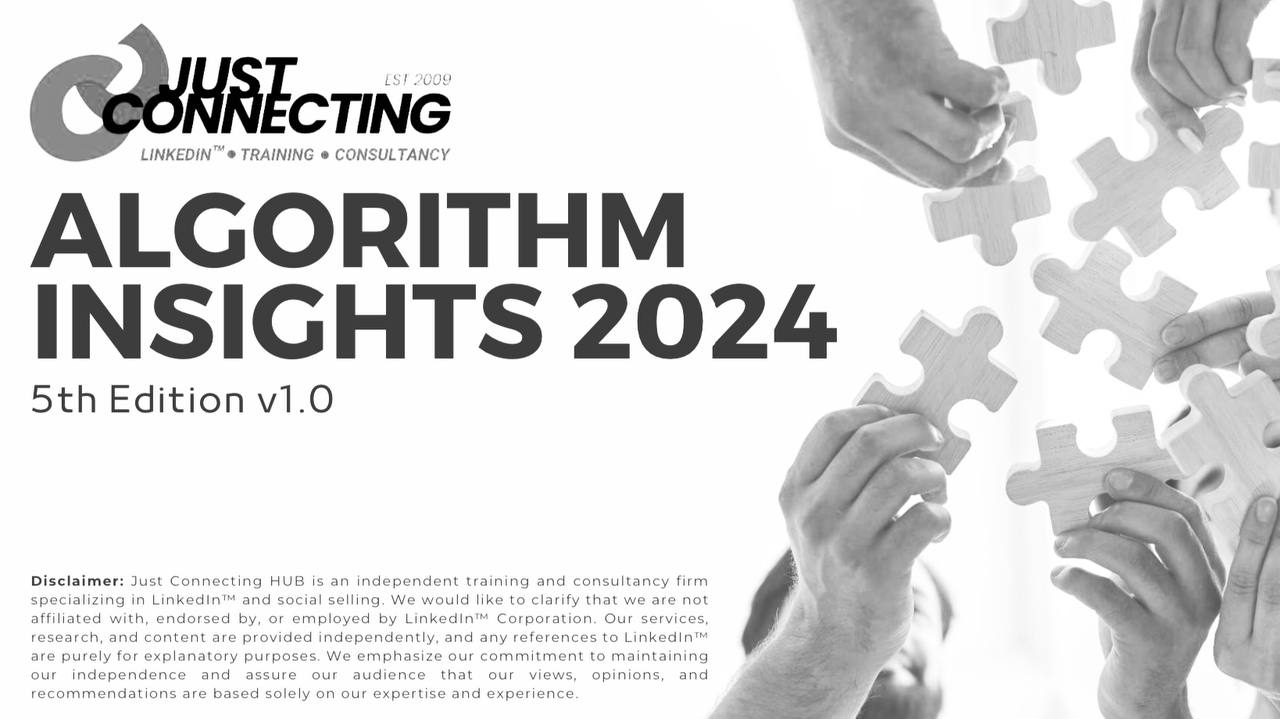 JUST
EST 2009
CONNECTING
LINKEDIN™ • TRAINING • CONSULTANCY
ALGORITHM
INSIGHTS 2024
5th Edition v1.0
Disclaimer: Just Connecting HUB is an independent training and consultancy firm
specializing in LinkedIn™ and social selling. We would like to clarify that we are not
affiliated with, endorsed by, or employed by LinkedIn™ Corporation. Our services,
research, and content are provided independently, and any references to LinkedIn™
are purely for explanatory purposes. We emphasize our commitment to maintaining
our independence and assure our audience that our views, opinions, and
recommendations are based solely on our expertise and experience.